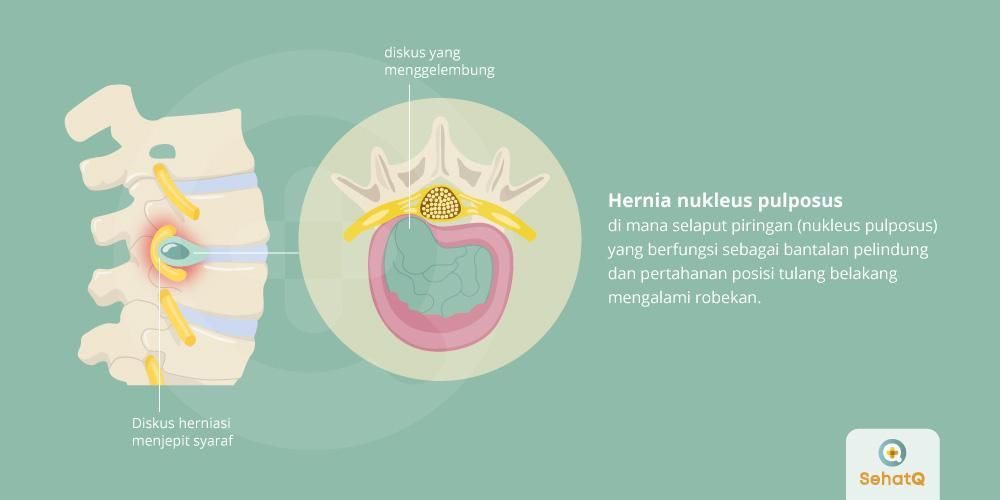 diskus yang
menggelembung
Hernia nukleus pulposus
di mana selaput piringan (nukleus pulposus)
yang berfungsi sebagai bantalan pelindung
dan pertahanan posisi tulang belakang
mengalami robekan.
Diskus herniasi
menjepit syaraf
SehatQ